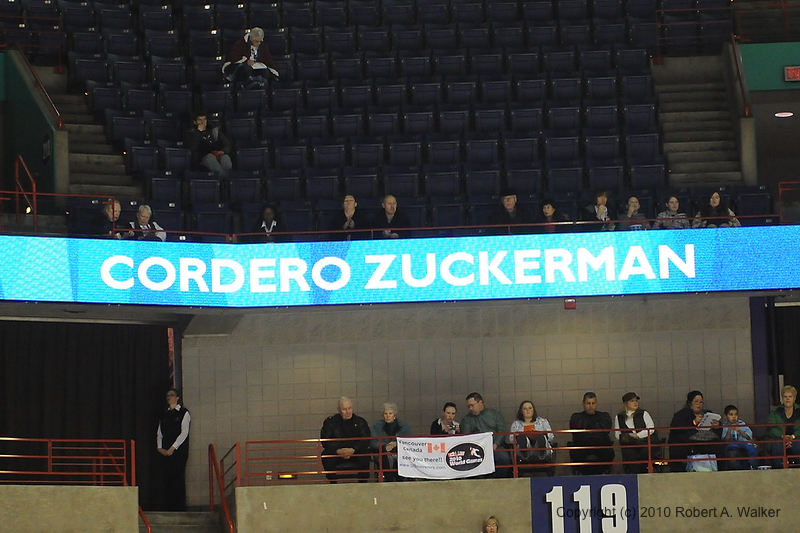 CORDERO ZUCKERMAN
Vancouver
Canada
see you there!!
World Games
119
Copyright (c) 2010 Robert A. Walker